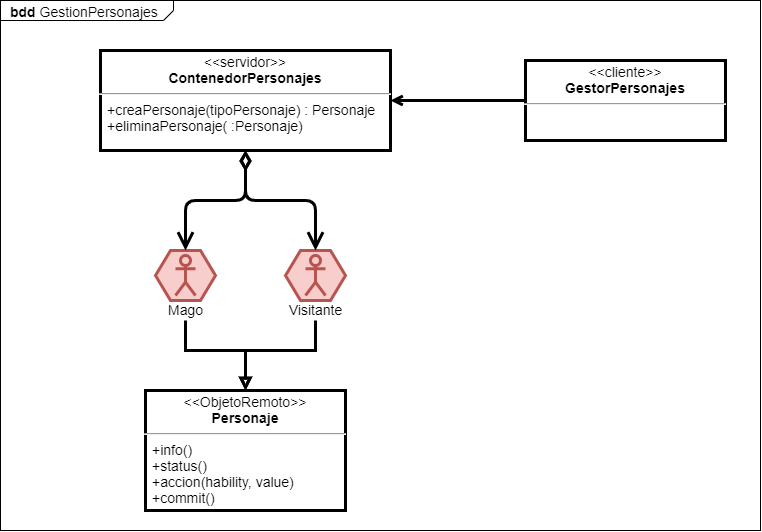 bdd GestionPersonajes
<<servidor>>
ContenedorPersonajes
+creaPersonaje(tipoPersonaje) : Personaje
+eliminaPersonaje( :Personaje)
<<cliente>>
GestorPersonajes
Mago
Visitante
<<ObjetoRemoto>>
Personaje
+info()
+status()
+accion(hability, value)
+commit()